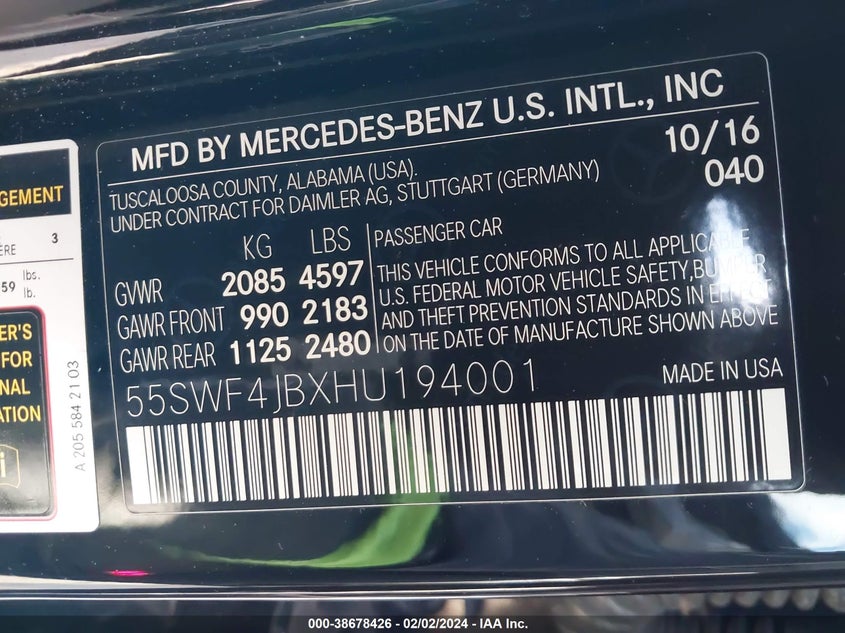 MFD BY MERCEDES-BENZ U.S. INTL., INC
TUSCALOOSA COUNTY, ALABAMA (USA).
UNDER CONTRACT FOR DAIMLER AG, STUTTGART (GERMANY)
10/16
040
KG LBS
GVWR 2085 4597
GAWR FRONT 990 2183
GAWR REAR 1125 2480
PASSENGER CAR
THIS VEHICLE CONFORMS TO ALL APPLICABLE
U.S. FEDERAL MOTOR VEHICLE SAFETY, BUMPER
AND THEFT PREVENTION STANDARDS IN EFFECT
ON THE DATE OF MANUFACTURE SHOWN ABOVE
55SWF4JBXHU194001
MADE IN USA
GEMENT
ERE 3
59 lbs.
lb.
ER'S
FOR
NAL
ATION
A 205 584 21 03
000-38678426 - 02/02/2024 - IAA Inc.